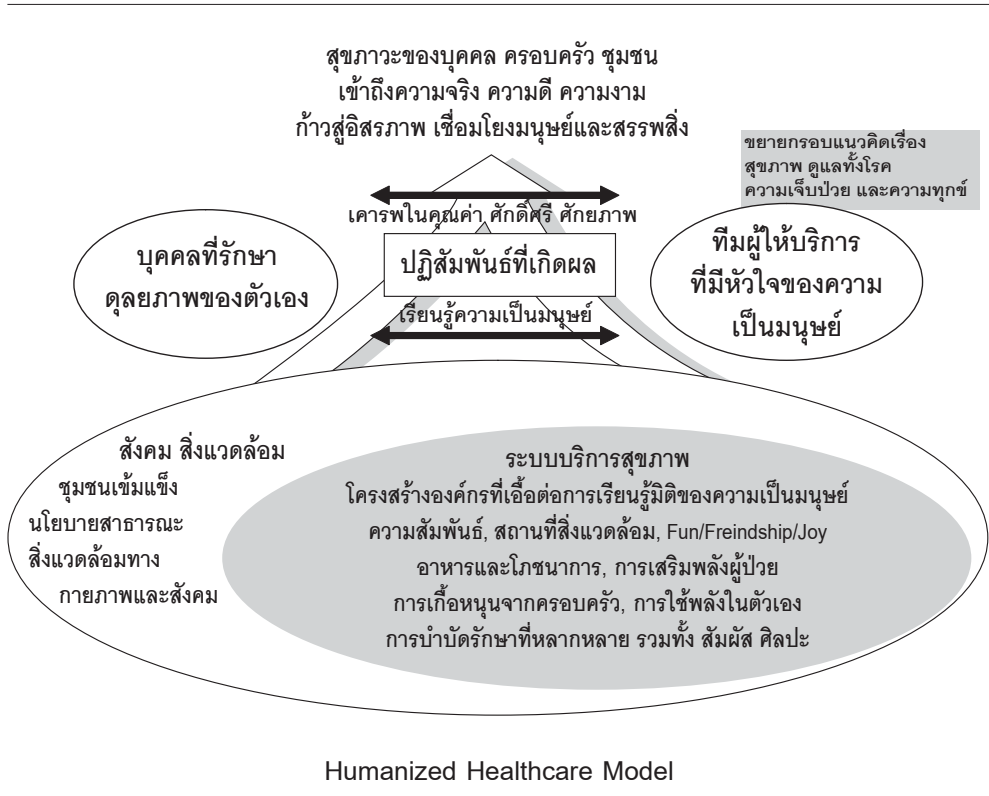 สุขภาวะของบุคคล ครอบครัว ชุมชน
เข้าถึงความจริง ความดี ความงาม
ก้าวสู่อิสรภาพ เชื่อมโยงมนุษย์และสรรพสิ่ง
ขยายกรอบแนวคิดเรื่อง
สุขภาพ ดูแลทั้งโรค
ความเจ็บป่วย และความทุกข์
เคารพในคุณค่า ศักดิ์ศรี ศักยภาพ
บุคคลที่รักษา
ดุลยภาพของตัวเอง
ปฏิสัมพันธ์ที่เกิดผล
ทีมผู้ให้บริการ
ที่มีหัวใจของความ
เป็นมนุษย์
เรียนรู้ความเป็นมนุษย์
สังคม สิ่งแวดล้อม
ชุมชนเข้มแข็ง
นโยบายสาธารณะ
สิ่งแวดล้อมทาง
กายภาพและสังคม
ระบบบริการสุขภาพ
โครงสร้างองค์กรที่เอื้อต่อการเรียนรู้มิติของความเป็นมนุษย์
ความสัมพันธ์, สถานที่สิ่งแวดล้อม, Fun/Freindship/Joy
อาหารและโภชนาการ, การเสริมพลังผู้ป่วย
การเกื้อหนุนจากครอบครัว, การใช้พลังในตัวเอง
การบำบัดรักษาที่หลากหลาย รวมทั้ง สัมผัส ศิลปะ
Humanized Healthcare Model